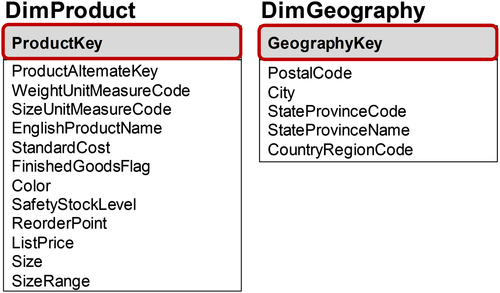 DimProduct
ProductKey
ProductAltemateKey
WeightUnitMeasureCode
SizeUnitMeasureCode
EnglishProductName
StandardCost
FinishedGoodsFlag
Color
SafetyStockLevel
ReorderPoint
ListPrice
Size
SizeRange
DimGeography
GeographyKey
PostalCode
City
StateProvinceCode
StateProvinceName
CountryRegionCode